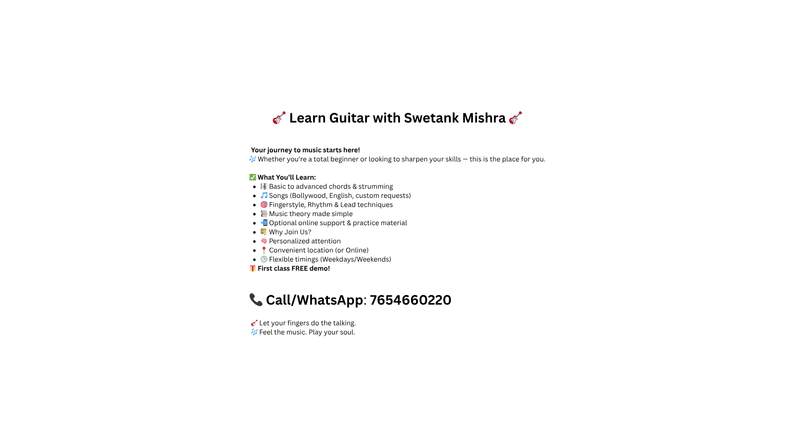 🎸 Learn Guitar with Swetank Mishra 🎸
Your journey to music starts here!
🎶 Whether you're a total beginner or looking to sharpen your skills — this is the place for you.
✅ What You'll Learn:
• 🎼 Basic to advanced chords & strumming
• 🎵 Songs (Bollywood, English, custom requests)
• 🎯 Fingerstyle, Rhythm & Lead techniques
• 🎹 Music theory made simple
• 📲 Optional online support & practice material
• Why Join Us?
• 🧠 Personalized attention
• 📍 Convenient location (or Online)
• 🕒 Flexible timings (Weekdays/Weekends)
🎁 First class FREE demo!
📞 Call/WhatsApp: 7654660220
🎸 Let your fingers do the talking.
🎶 Feel the music. Play your soul.